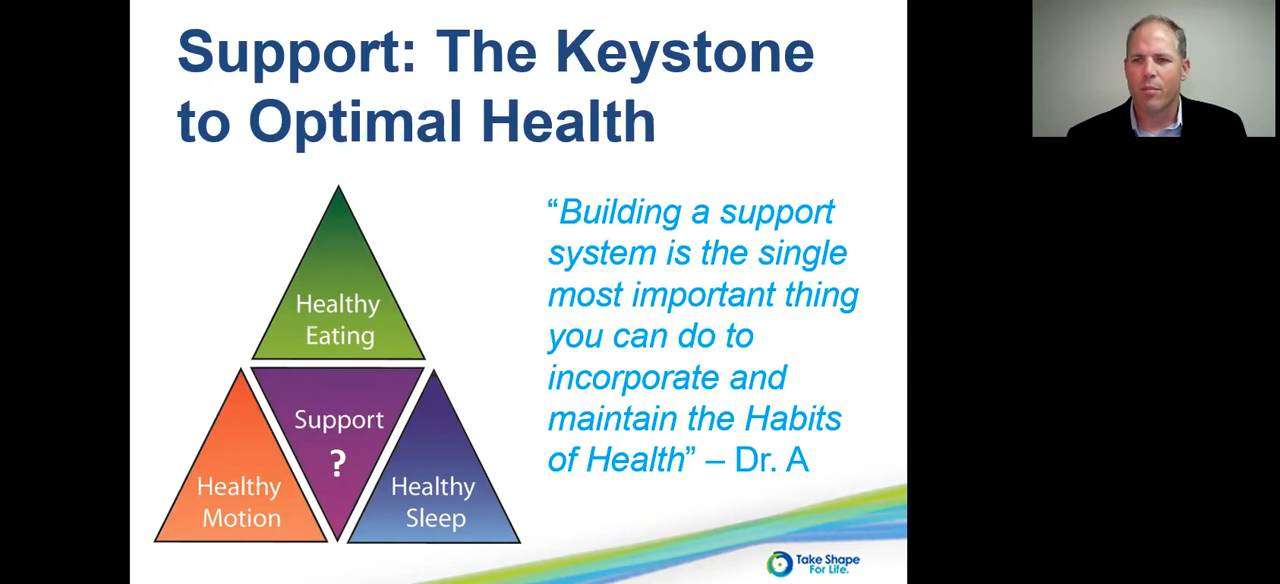 Support: The Keystone
to Optimal Health
Healthy
Eating
Support
?
Healthy
Motion
Healthy
Sleep
“Building a support
system is the single
most important thing
you can do to
incorporate and
maintain the Habits
of Health” – Dr. A
Take Shape
For Life.